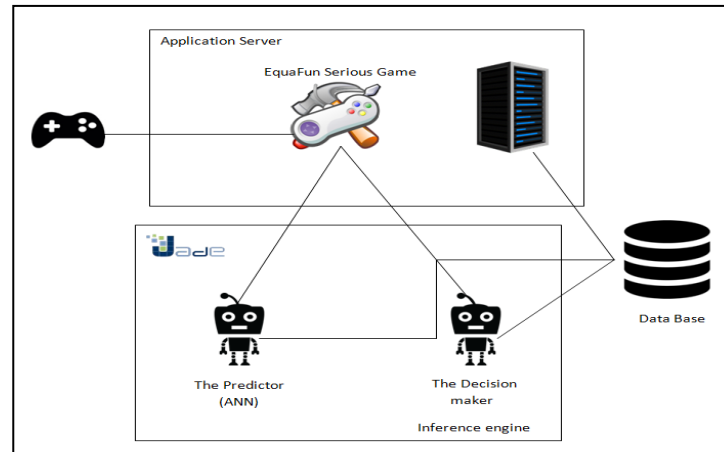 Application Server
EquaFun Serious Game
Jade
Data Base
The Predictor
(ANN)
The Decision
maker
Inference engine